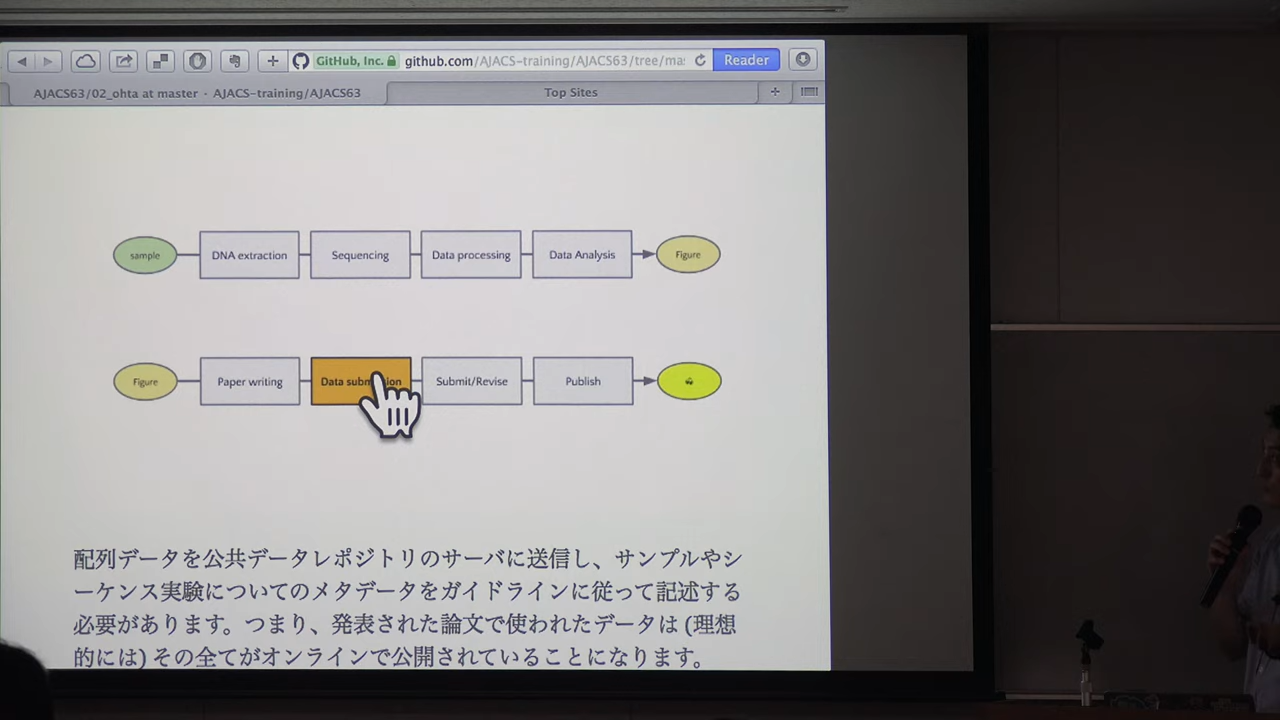 GitHub, Inc. github.com/AJACS-training/AJACS63/tree/mas Reader
AJACS63/02_ohta at master · AJACS-training/AJACS63 Top Sites
sample DNA extraction Sequencing Data processing Data Analysis Figure
Figure Paper writing Data submission Submit/Revise Publish
配列データを公共データレポジトリのサーバに送信し、サンプルやシ
ーケンス実験についてのメタデータをガイドラインに従って記述する
必要があります。つまり、発表された論文で使われたデータは (理想
的には) その全てがオンラインで公開されていることになります。